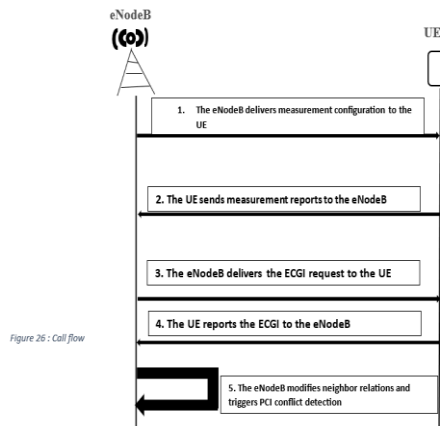 eNodeB
UE
1. The eNodeB delivers measurement configuration to the
UE
2. The UE sends measurement reports to the eNodeB
3. The eNodeB delivers the ECGI request to the UE
4. The UE reports the ECGI to the eNodeB
Figure 26 : Call flow
5. The eNodeB modifies neighbor relations and
triggers PCI conflict detection